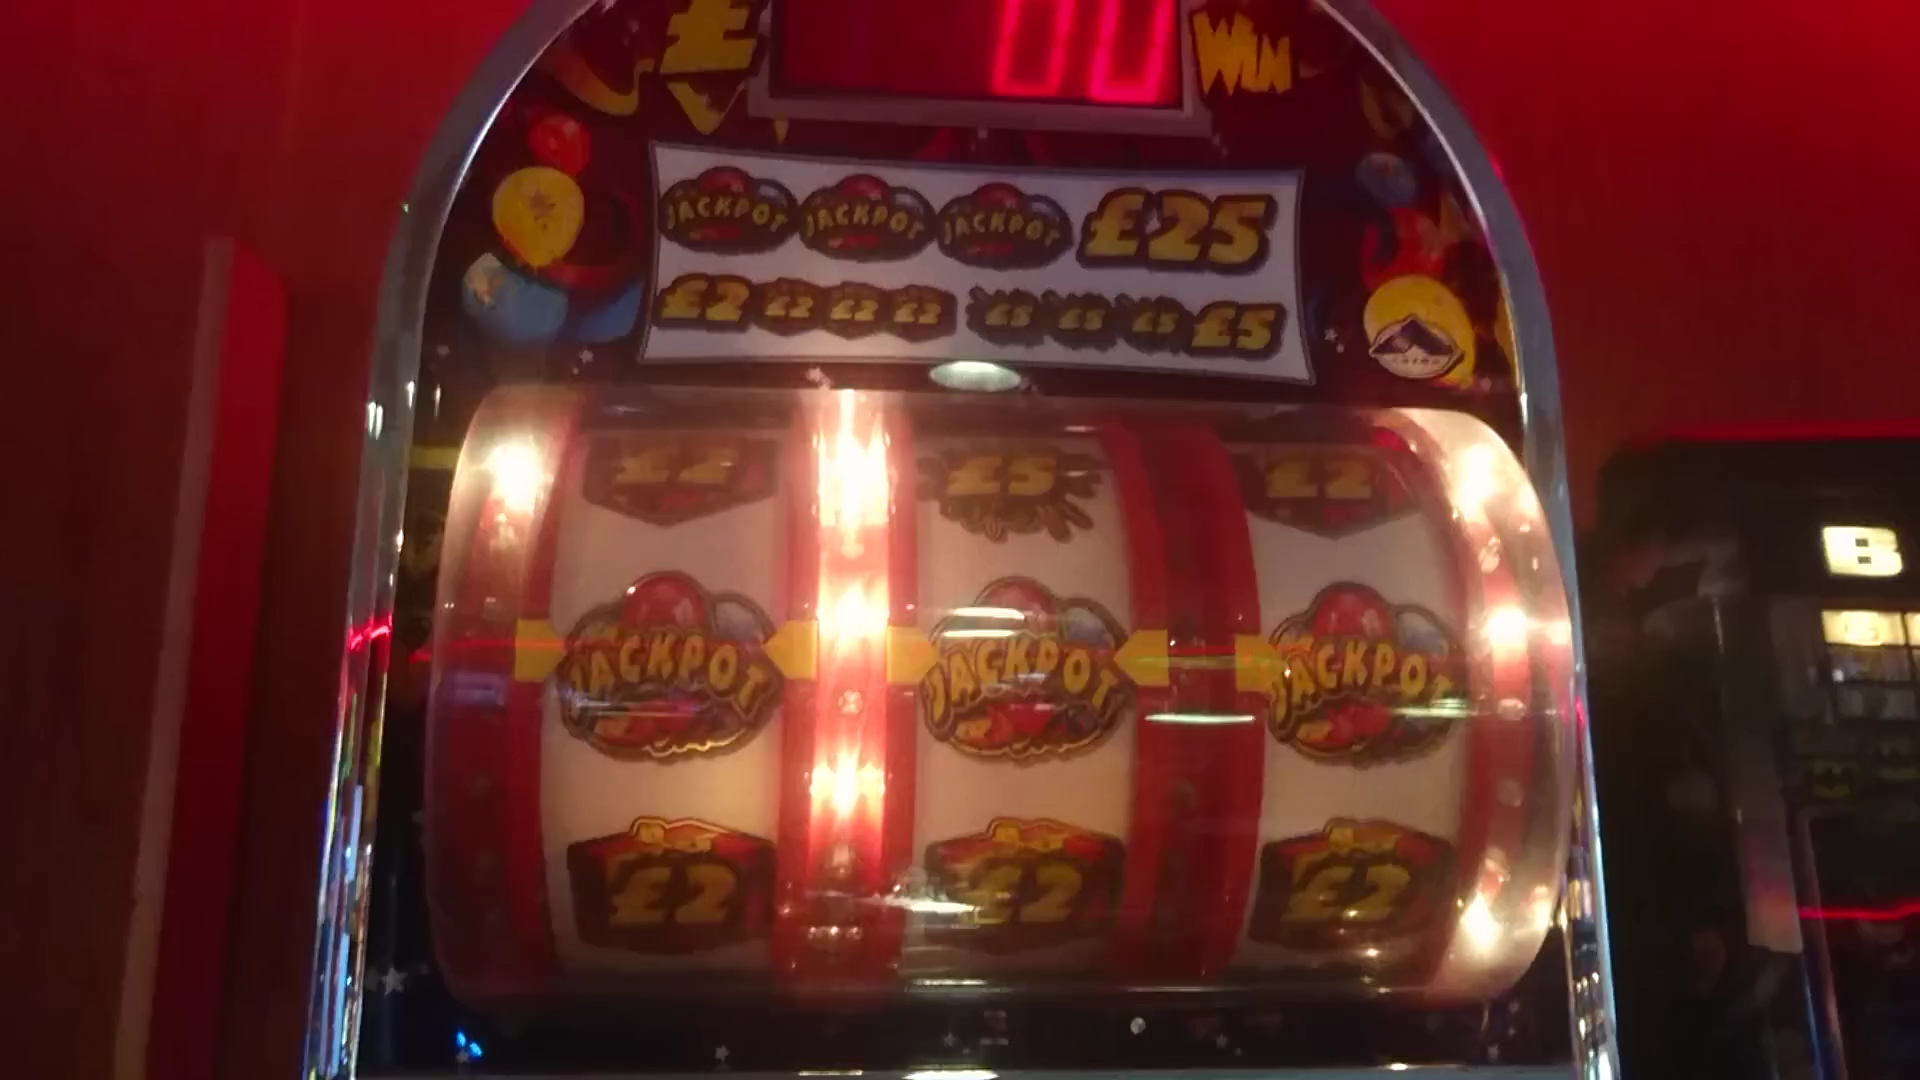 £ 00 WIN
JACKPOT JACKPOT JACKPOT £25
£2 £2 £2 £2 £5 £5 £5 £5
£2 £5 £2
JACKPOT JACKPOT JACKPOT
£2 £2 £2
B